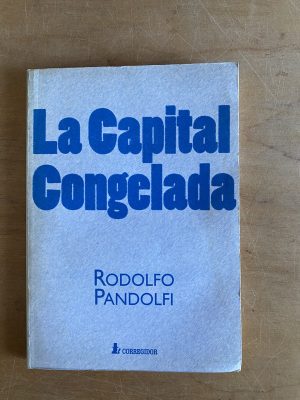 La Capital
Congelada
RODOLFO
PANDOLFI
CORREGIDOR